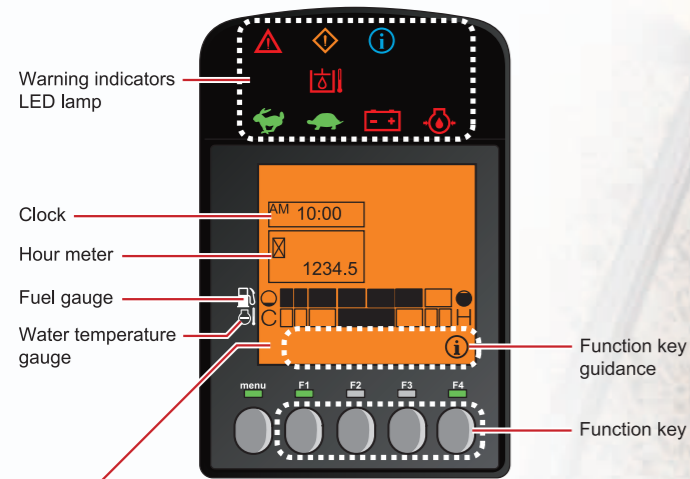 Warning indicators
LED lamp
Clock
AM 10:00
Hour meter
1234.5
Fuel gauge
Water temperature
gauge
C H
Function key
guidance
menu F1 F2 F3 F4
Function key